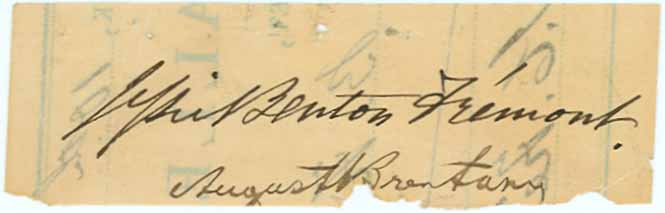 Jessie Benton Frémont.
August Brentano